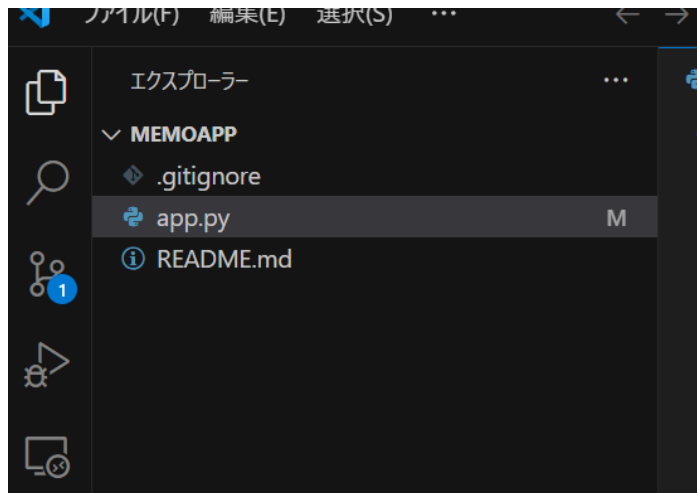 ファイル(F) 編集(E) 選択(S) ... ← →
エクスプローラー ...
MEMOAPP
.gitignore
app.py M
README.md
1